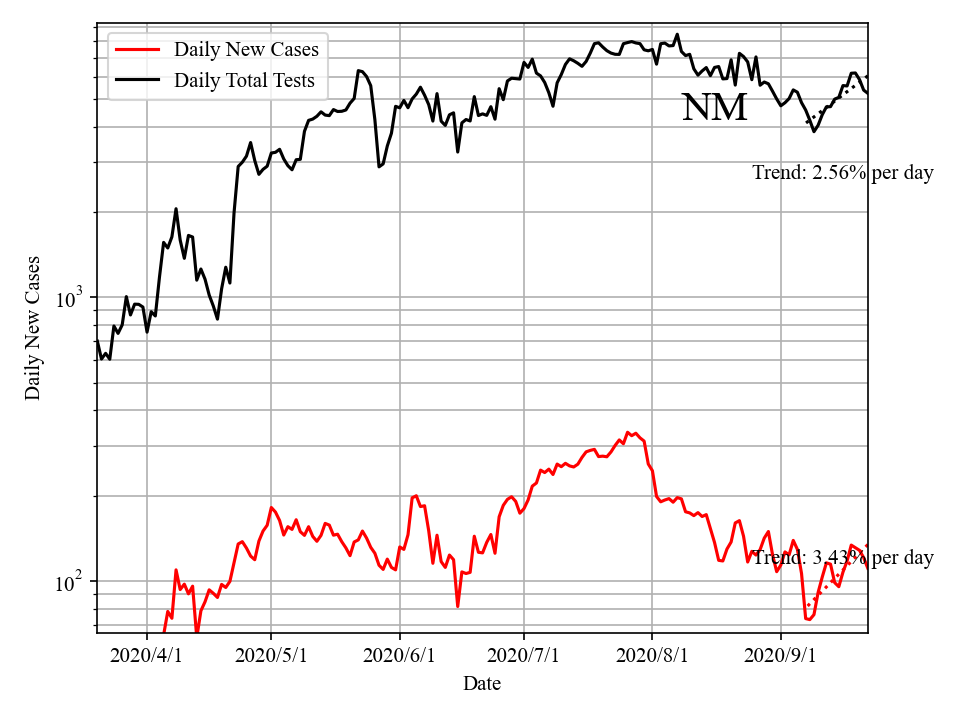 Daily New Cases
Daily Total Tests
NM
Trend: 2.56% per day
Trend: 3.43% per day
Daily New Cases
10³
10²
2020/4/1 2020/5/1 2020/6/1 2020/7/1 2020/8/1 2020/9/1
Date